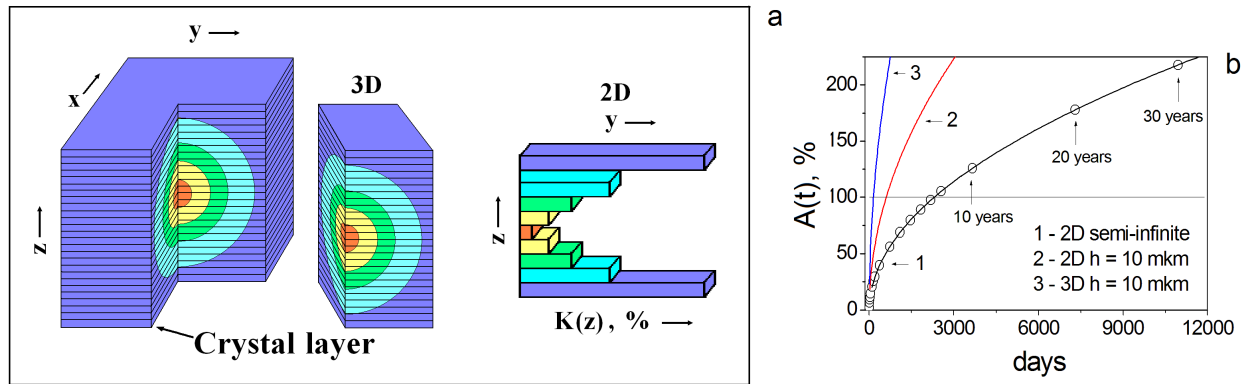 y
x
3D
z
Crystal layer
2D
y
z
K(z), %
a
b
A(t), %
200
150
100
50
0
3
2
1
30 years
20 years
10 years
1 - 2D semi-infinite
2 - 2D h = 10 mkm
3 - 3D h = 10 mkm
0 3000 6000 9000 12000
days